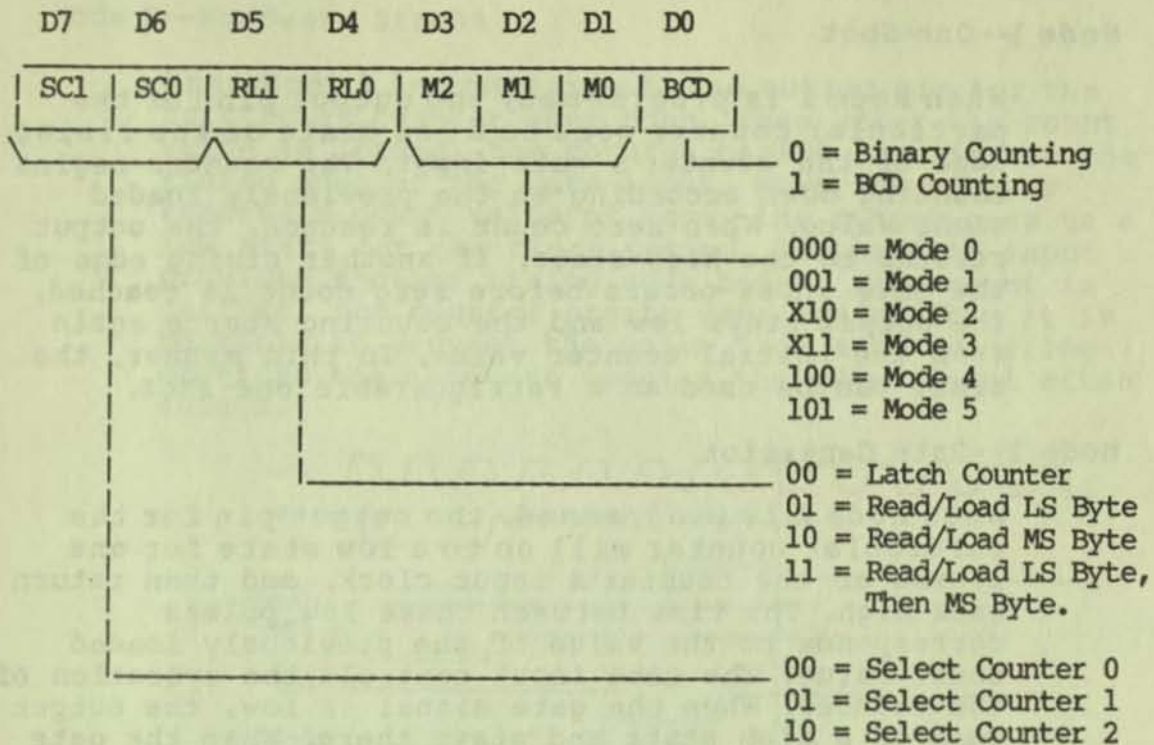 D7 D6 D5 D4 D3 D2 D1 D0
SC1 SC0 RL1 RL0 M2 M1 M0 BCD
0 = Binary Counting
1 = BCD Counting
000 = Mode 0
001 = Mode 1
X10 = Mode 2
X11 = Mode 3
100 = Mode 4
101 = Mode 5
00 = Latch Counter
01 = Read/Load LS Byte
10 = Read/Load MS Byte
11 = Read/Load LS Byte,
Then MS Byte.
00 = Select Counter 0
01 = Select Counter 1
10 = Select Counter 2